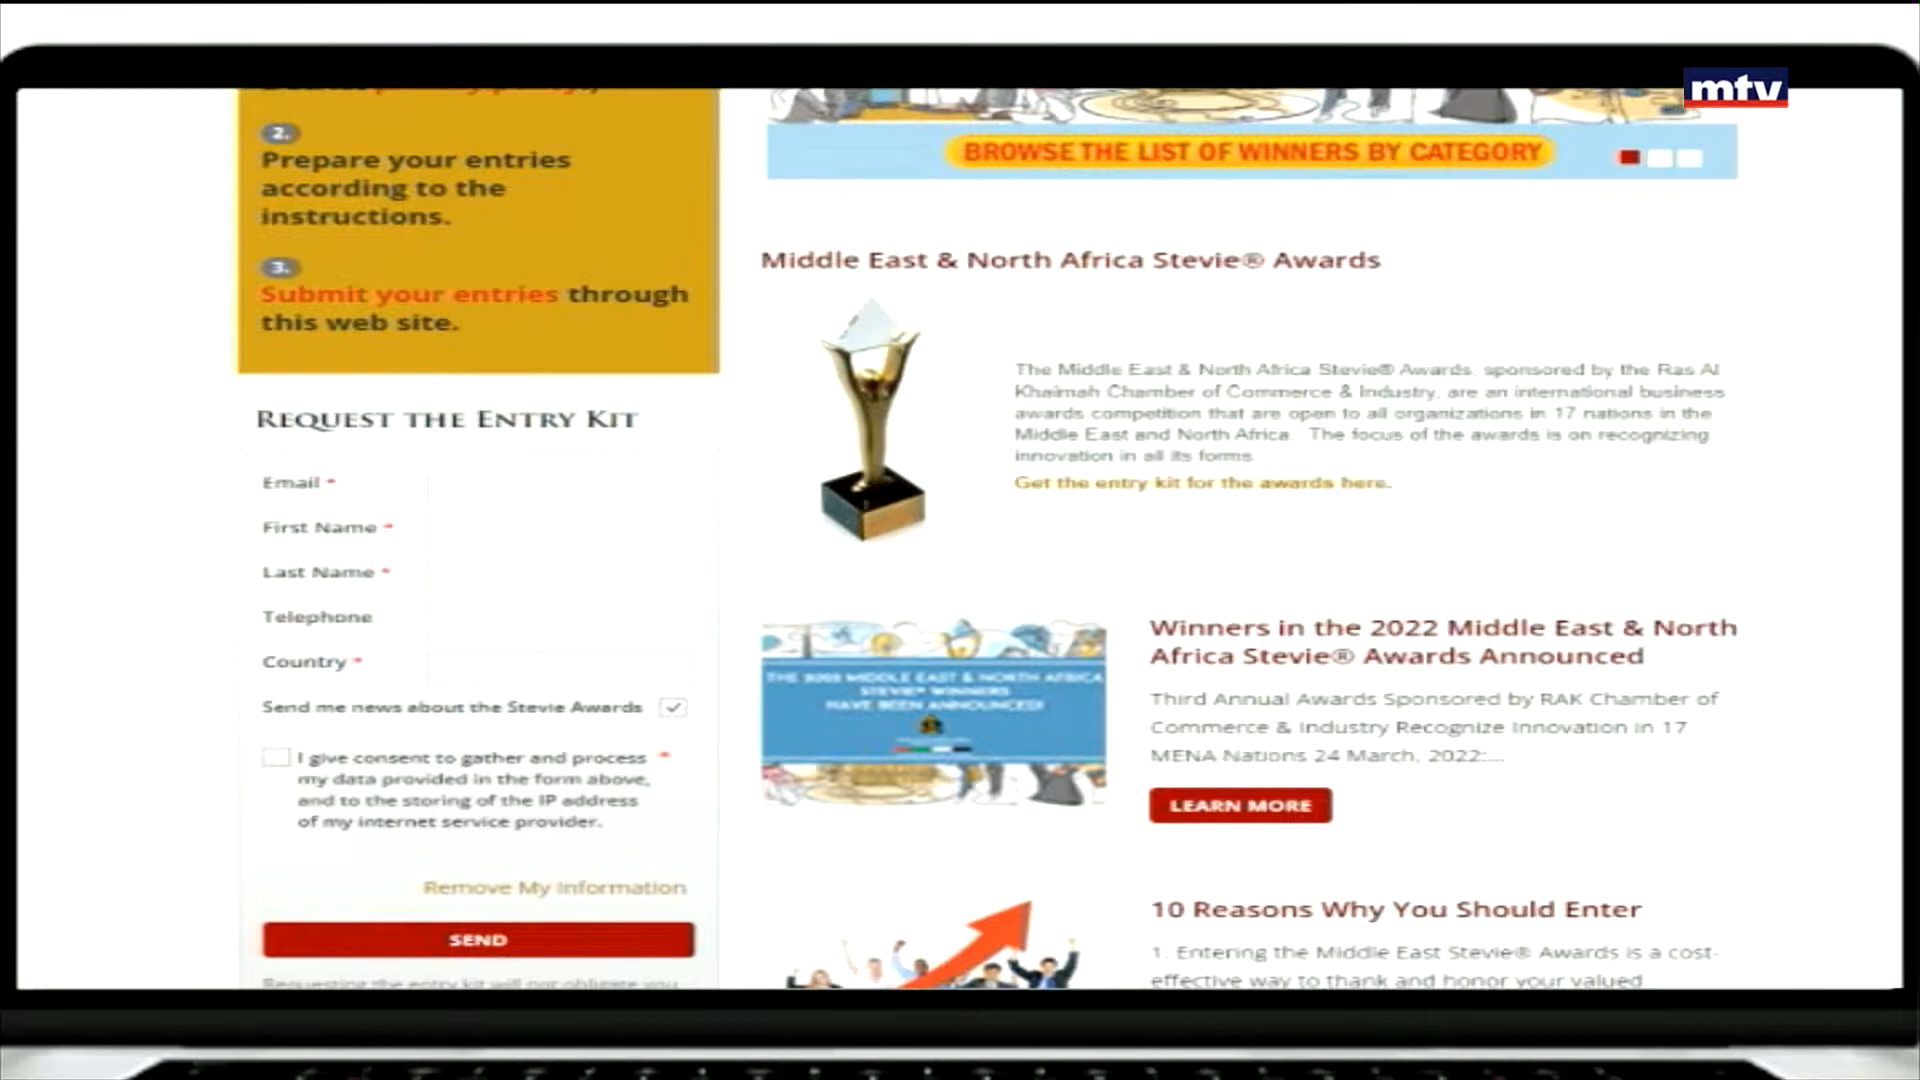 mtv
2.
Prepare your entries
according to the
instructions.
3.
Submit your entries through
this web site.
REQUEST THE ENTRY KIT
Email *
First Name *
Last Name *
Telephone
Country *
Send me news about the Stevie Awards
I give consent to gather and process *
my data provided in the form above,
and to the storing of the IP address
of my internet service provider.
Remove My Information
SEND
Requesting the entry kit will not obligate you
BROWSE THE LIST OF WINNERS BY CATEGORY
Middle East & North Africa Stevie® Awards
The Middle East & North Africa Stevie® Awards, sponsored by the Ras Al
Khaimah Chamber of Commerce & Industry, are an international business
awards competition that are open to all organizations in 17 nations in the
Middle East and North Africa. The focus of the awards is on recognizing
innovation in all its forms.
Get the entry kit for the awards here.
THE 2022 MIDDLE EAST & NORTH AFRICA
STEVIE® WINNERS
HAVE BEEN ANNOUNCED!
Winners in the 2022 Middle East & North
Africa Stevie® Awards Announced
Third Annual Awards Sponsored by RAK Chamber of
Commerce & Industry Recognize Innovation in 17
MENA Nations 24 March, 2022:...
LEARN MORE
10 Reasons Why You Should Enter
1. Entering the Middle East Stevie® Awards is a cost-
effective way to thank and honor your valued